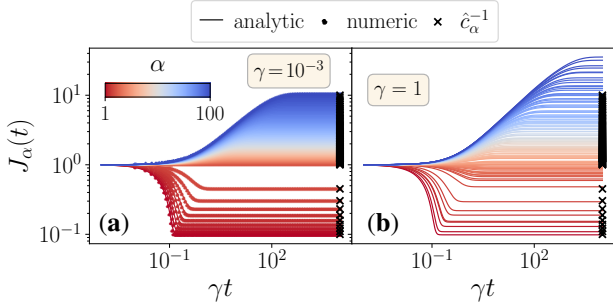 analytic numeric ĉ_α^{-1}
α
1 100
γ = 10^{-3}
γ = 1
10^1
10^0
10^{-1}
J_α(t)
(a) (b)
10^{-1} 10^2 10^{-1} 10^2
γt γt